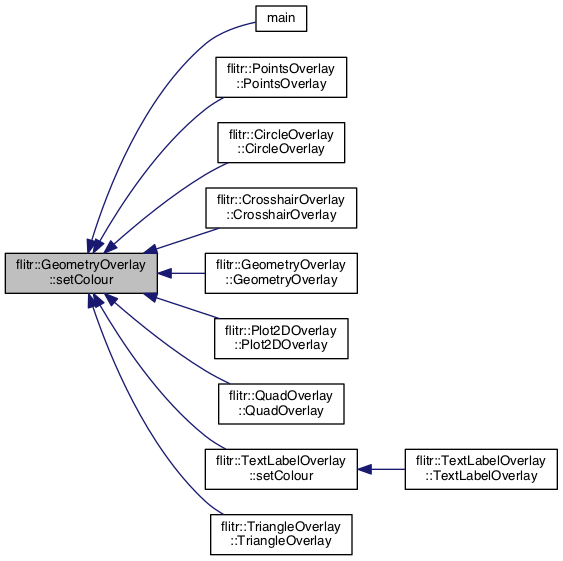 main
flitr::PointsOverlay
::PointsOverlay
flitr::CircleOverlay
::CircleOverlay
flitr::CrosshairOverlay
::CrosshairOverlay
flitr::GeometryOverlay
::setColour
flitr::GeometryOverlay
::GeometryOverlay
flitr::Plot2DOverlay
::Plot2DOverlay
flitr::QuadOverlay
::QuadOverlay
flitr::TextLabelOverlay
::setColour
flitr::TextLabelOverlay
::TextLabelOverlay
flitr::TriangleOverlay
::TriangleOverlay